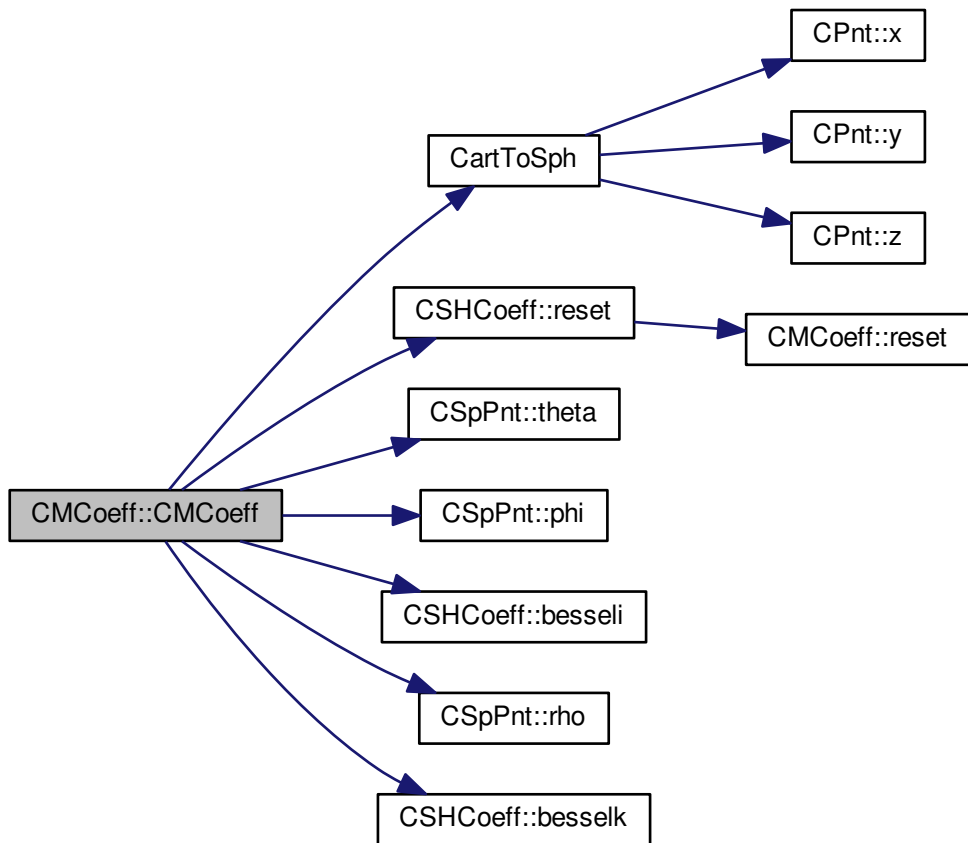 CPnt::x
CPnt::y
CartToSph
CPnt::z
CSHCoeff::reset
CMCoeff::reset
CSpPnt::theta
CMCoeff::CMCoeff
CSpPnt::phi
CSHCoeff::besseli
CSpPnt::rho
CSHCoeff::besselk